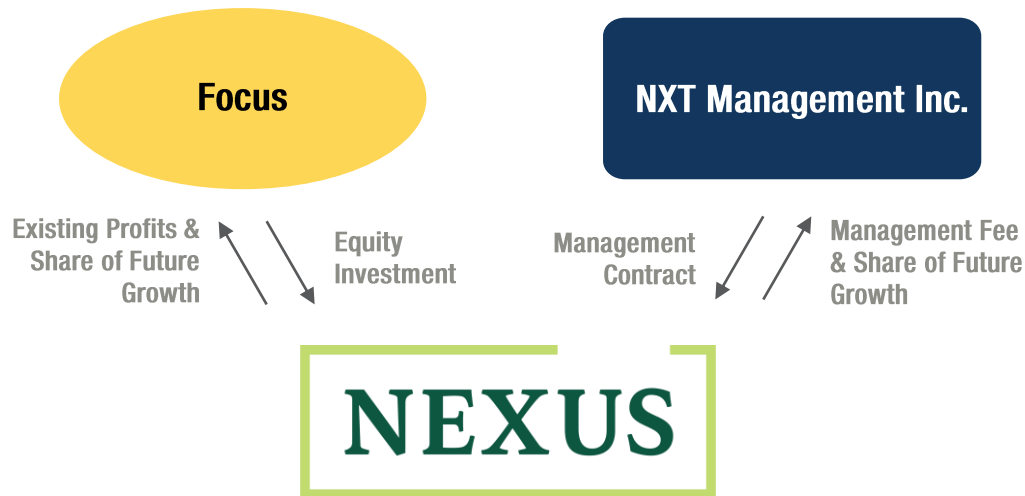 Focus
NXT Management Inc.
Existing Profits &
Share of Future
Growth
Equity
Investment
Management
Contract
Management Fee
& Share of Future
Growth
NEXUS